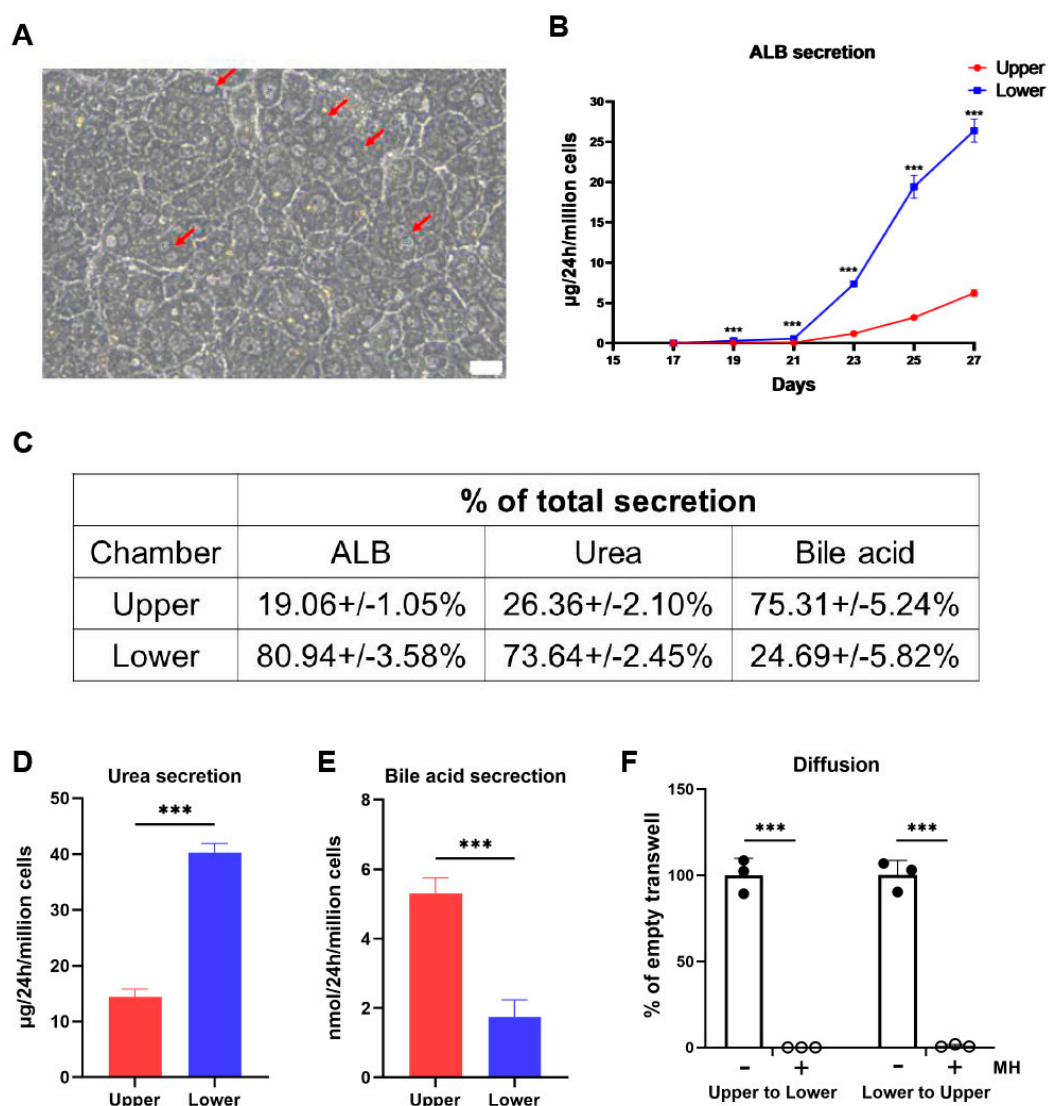 A
B
ALB secretion
Upper
Lower
μg/24h/million cells
30
25
20
15
10
5
0
***
***
***
***
***
15 17 19 21 23 25 27
Days
C
% of total secretion
Chamber ALB Urea Bile acid
Upper 19.06+/-1.05% 26.36+/-2.10% 75.31+/-5.24%
Lower 80.94+/-3.58% 73.64+/-2.45% 24.69+/-5.82%
D
Urea secretion
μg/24h/million cells
50
40
30
20
10
0
***
Upper Lower
E
Bile acid secrection
nmol/24h/million cells
8
6
4
2
0
***
Upper Lower
F
Diffusion
% of empty transwell
150
100
50
0
*** ***
- + - + MH
Upper to Lower Lower to Upper